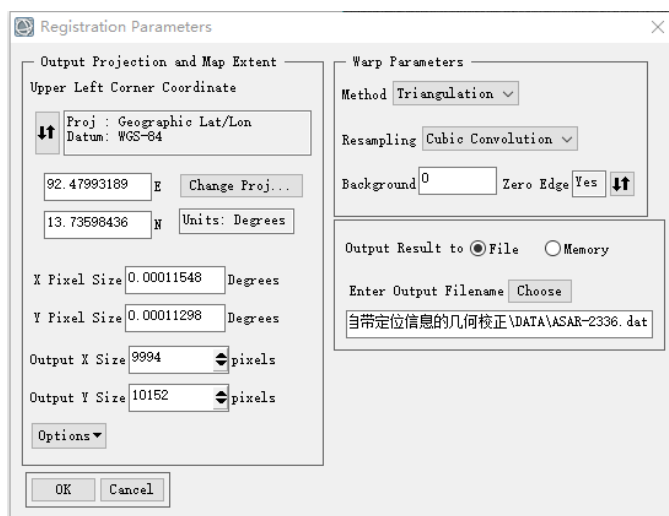 Registration Parameters
Output Projection and Map Extent
Upper Left Corner Coordinate
Proj : Geographic Lat/Lon
Datum: WGS-84
92.47993189 E Change Proj...
13.73598436 N Units: Degrees
X Pixel Size 0.00011548 Degrees
Y Pixel Size 0.00011298 Degrees
Output X Size 9994 pixels
Output Y Size 10152 pixels
Options
OK Cancel
Warp Parameters
Method Triangulation
Resampling Cubic Convolution
Background 0 Zero Edge Yes
Output Result to File Memory
Enter Output Filename Choose
自带定位信息的几何校正\DATA\ASAR-2336.dat